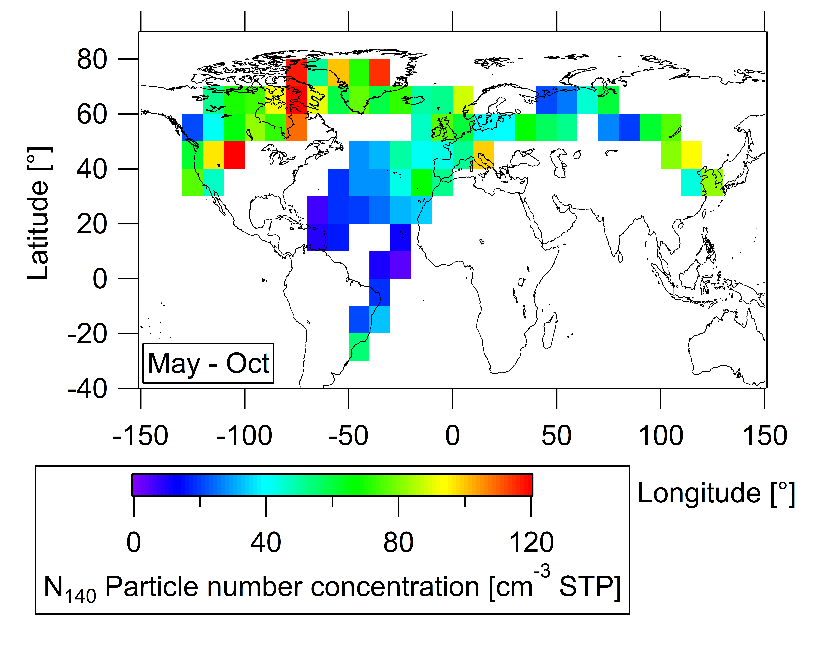 80
60
40
20
0
-20
-40
Latitude [°]
May - Oct
-150 -100 -50 0 50 100 150
Longitude [°]
0 40 80 120
N₁₄₀ Particle number concentration [cm⁻³ STP]